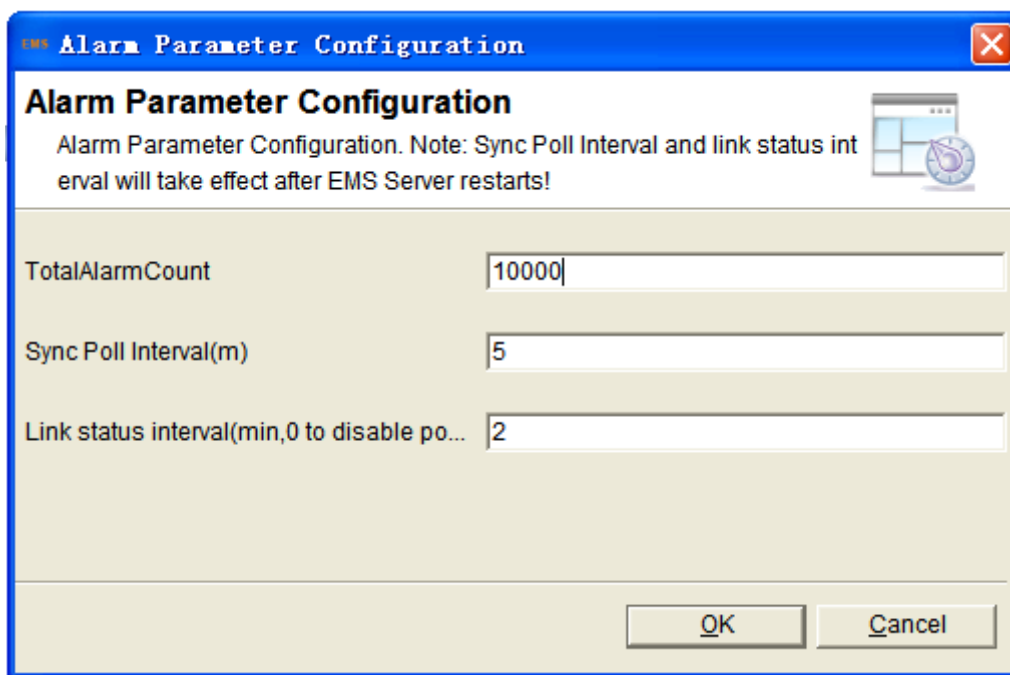 EMS Alarm Parameter Configuration
Alarm Parameter Configuration
Alarm Parameter Configuration. Note: Sync Poll Interval and link status int
erval will take effect after EMS Server restarts!
TotalAlarmCount 10000
Sync Poll Interval(m) 5
Link status interval(min,0 to disable po... 2
OK Cancel